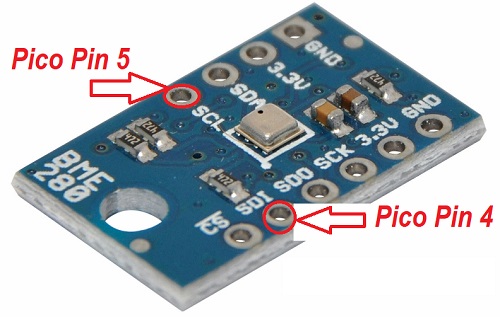 Pico Pin 5
GND
3.3V
SDA
SCL
GND
3.3V
SCK
SDO
SDI
CS
BME
280
Pico Pin 4